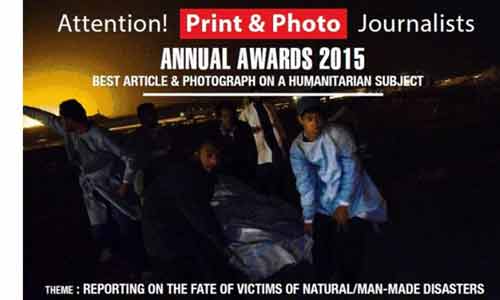 Attention! Print & Photo Journalists
ANNUAL AWARDS 2015
BEST ARTICLE & PHOTOGRAPH ON A HUMANITARIAN SUBJECT
THEME : REPORTING ON THE FATE OF VICTIMS OF NATURAL/MAN-MADE DISASTERS